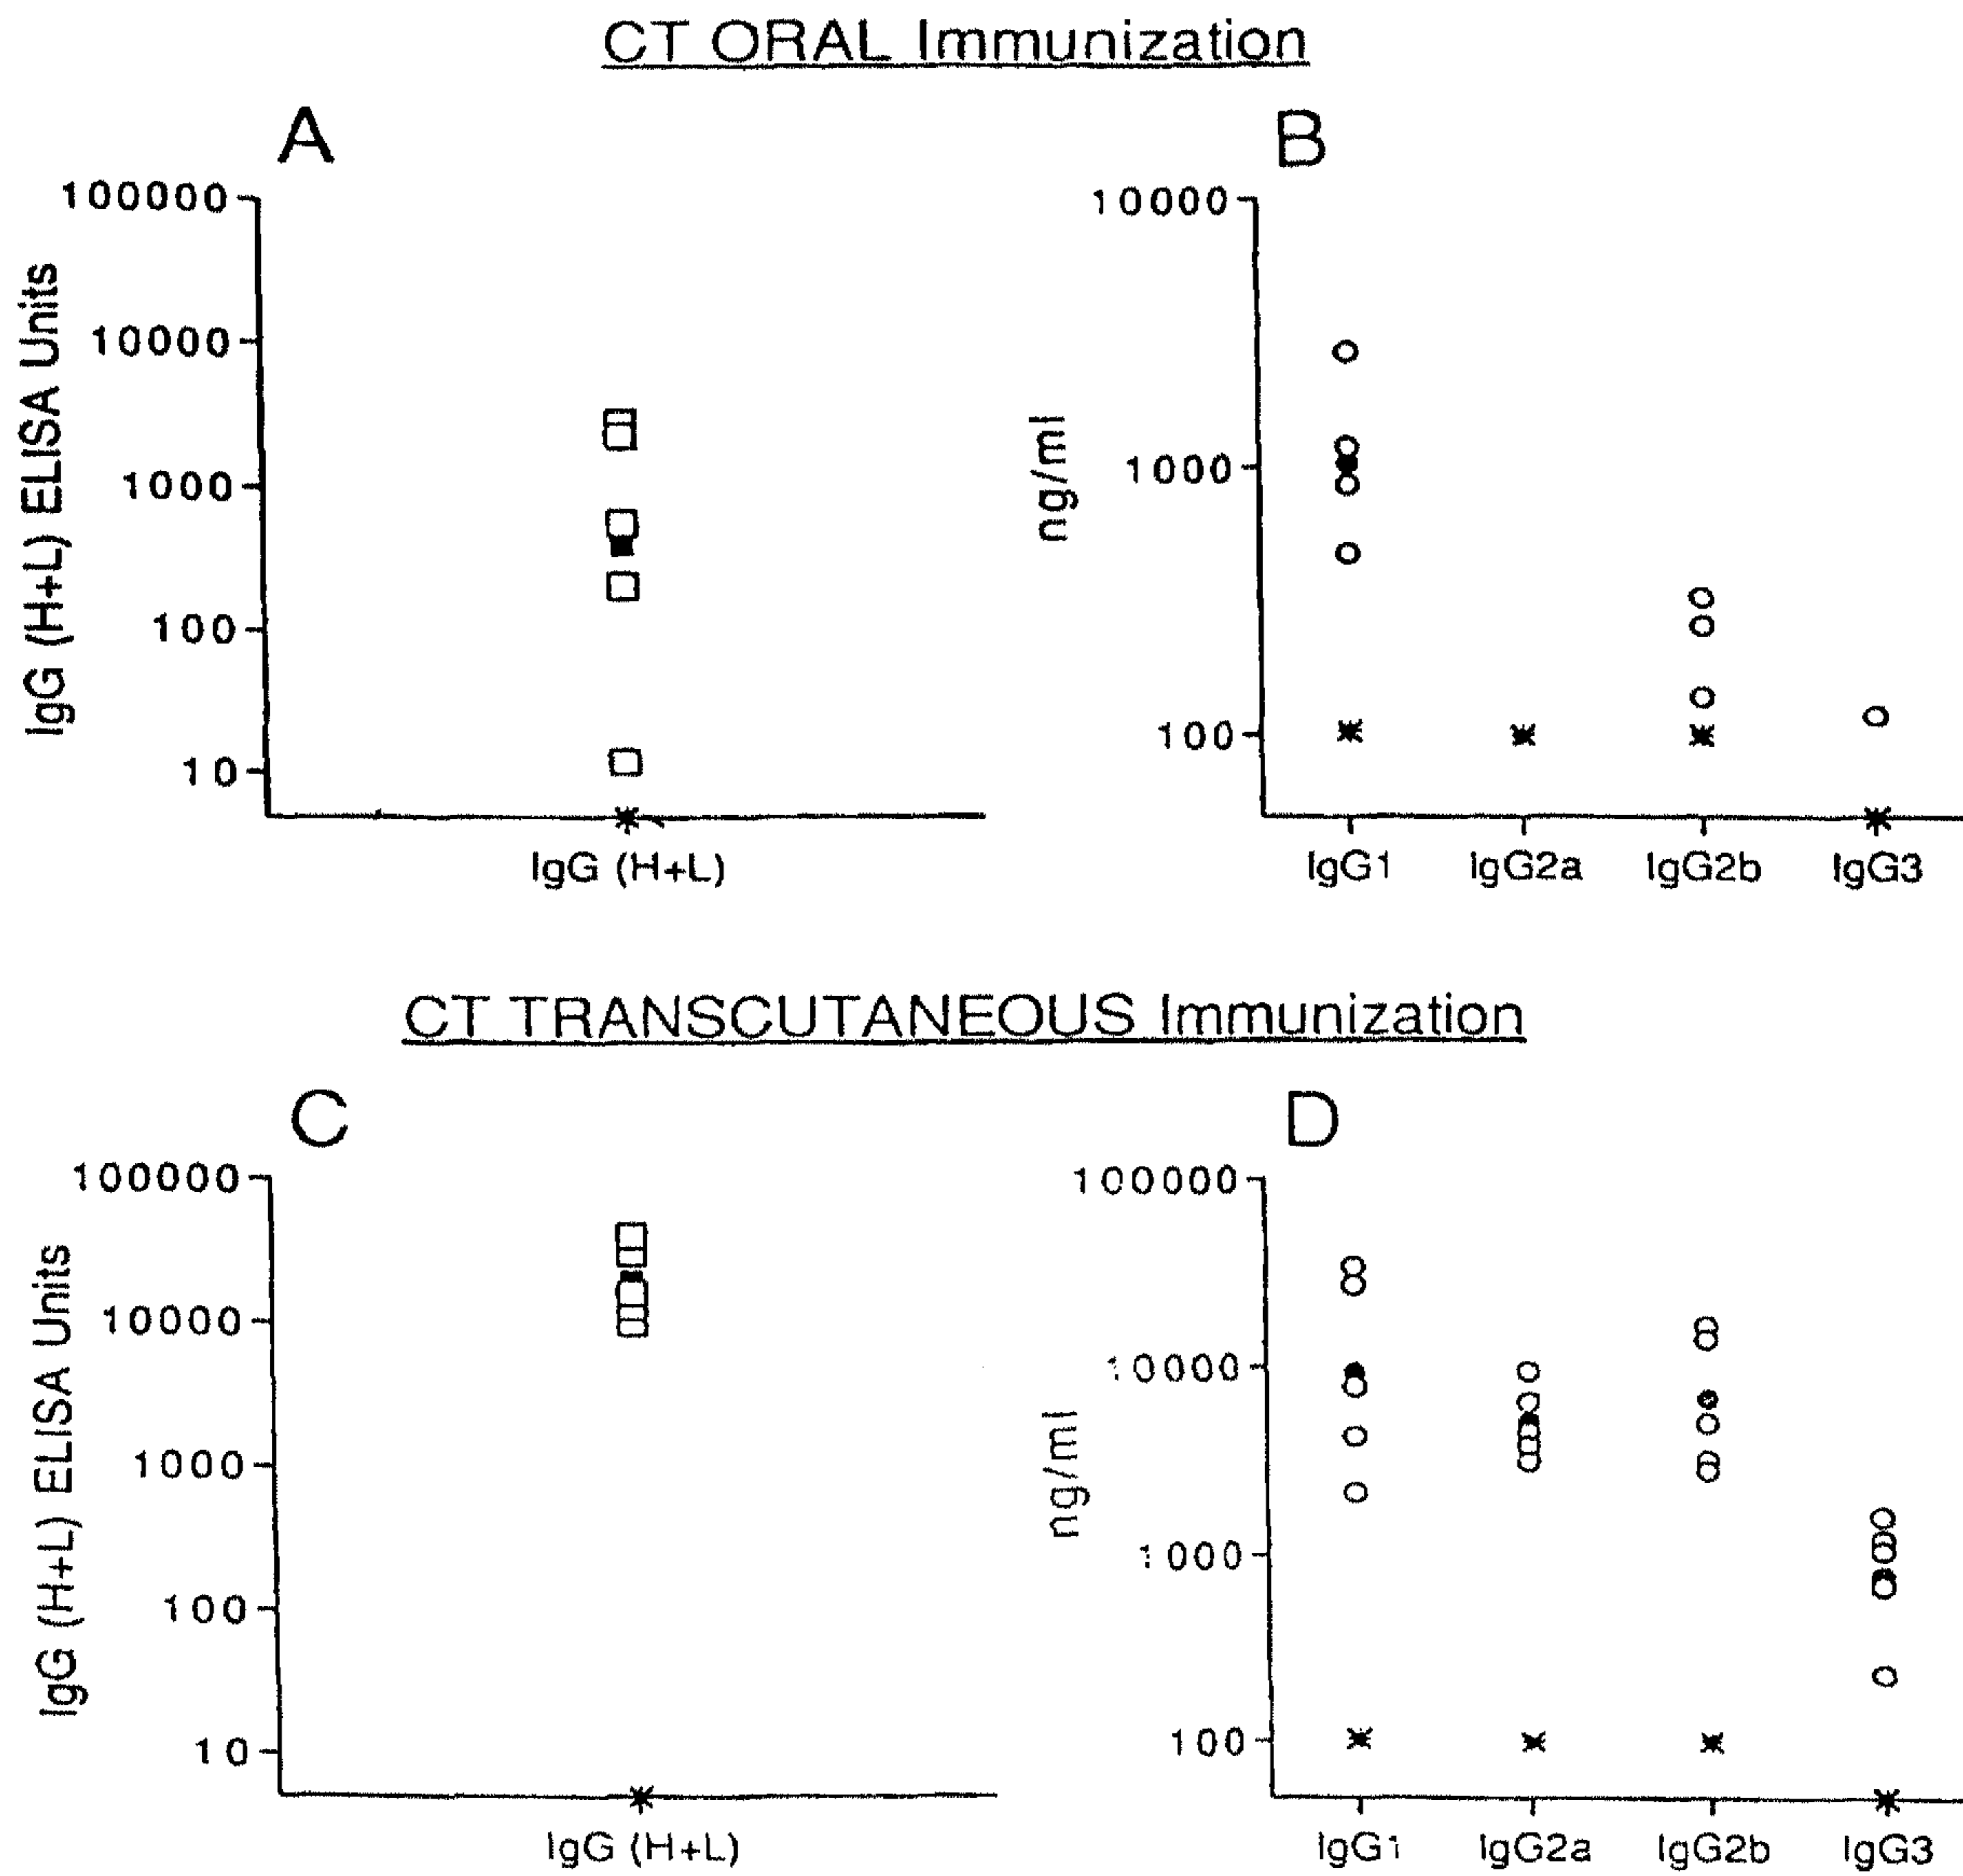 CT ORAL Immunization
A
100000
10000
1000
100
10
IgG (H+L) ELISA Units
IgG (H+L)
B
10000
1000
100
ng/ml
IgG1 IgG2a IgG2b IgG3
CT TRANSCUTANEOUS Immunization
C
100000
10000
1000
100
10
IgG (H+L) ELISA Units
IgG (H+L)
D
100000
10000
1000
100
ng/ml
IgG1 IgG2a IgG2b IgG3